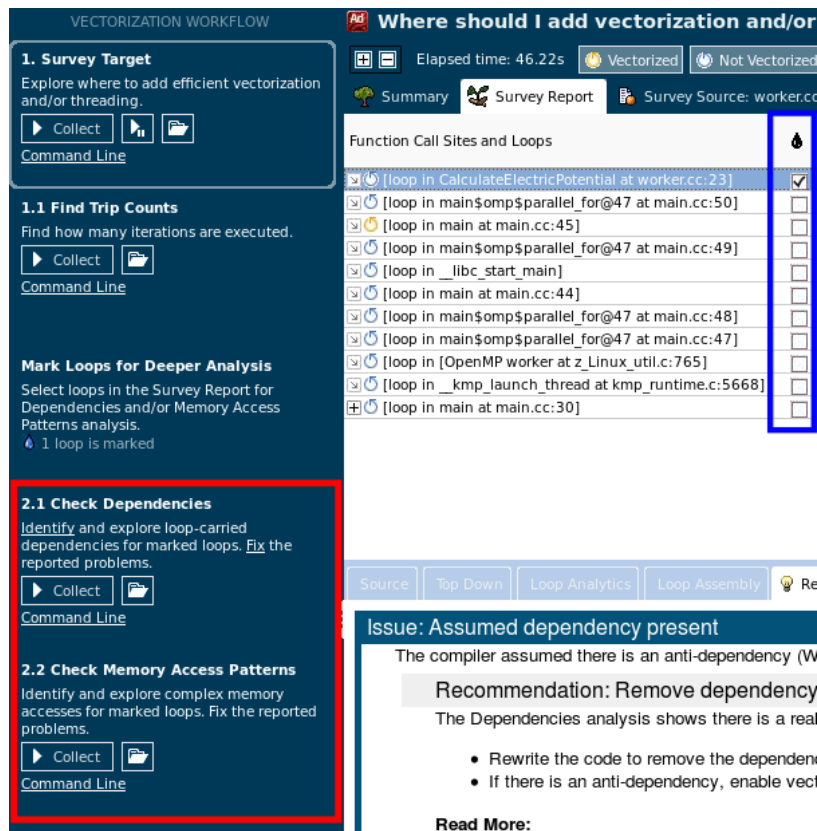 VECTORIZATION WORKFLOW
1. Survey Target
Explore where to add efficient vectorization
and/or threading.
Collect
Command Line
1.1 Find Trip Counts
Find how many iterations are executed.
Collect
Command Line
Mark Loops for Deeper Analysis
Select loops in the Survey Report for
Dependencies and/or Memory Access
Patterns analysis.
1 loop is marked
2.1 Check Dependencies
Identify and explore loop-carried
dependencies for marked loops. Fix the
reported problems.
Collect
Command Line
2.2 Check Memory Access Patterns
Identify and explore complex memory
accesses for marked loops. Fix the reported
problems.
Collect
Command Line
Ad Where should I add vectorization and/or
Elapsed time: 46.22s Vectorized Not Vectorized
Summary Survey Report Survey Source: worker.cc
Function Call Sites and Loops
[loop in CalculateElectricPotential at worker.cc:23]
[loop in main$omp$parallel_for@47 at main.cc:50]
[loop in main at main.cc:45]
[loop in main$omp$parallel_for@47 at main.cc:49]
[loop in __libc_start_main]
[loop in main at main.cc:44]
[loop in main$omp$parallel_for@47 at main.cc:48]
[loop in main$omp$parallel_for@47 at main.cc:47]
[loop in [OpenMP worker at z_Linux_util.c:765]
[loop in __kmp_launch_thread at kmp_runtime.c:5668]
[loop in main at main.cc:30]
Source Top Down Loop Analytics Loop Assembly Re
Issue: Assumed dependency present
The compiler assumed there is an anti-dependency (W
Recommendation: Remove dependency
The Dependencies analysis shows there is a real
• Rewrite the code to remove the dependenc
• If there is an anti-dependency, enable vect
Read More: